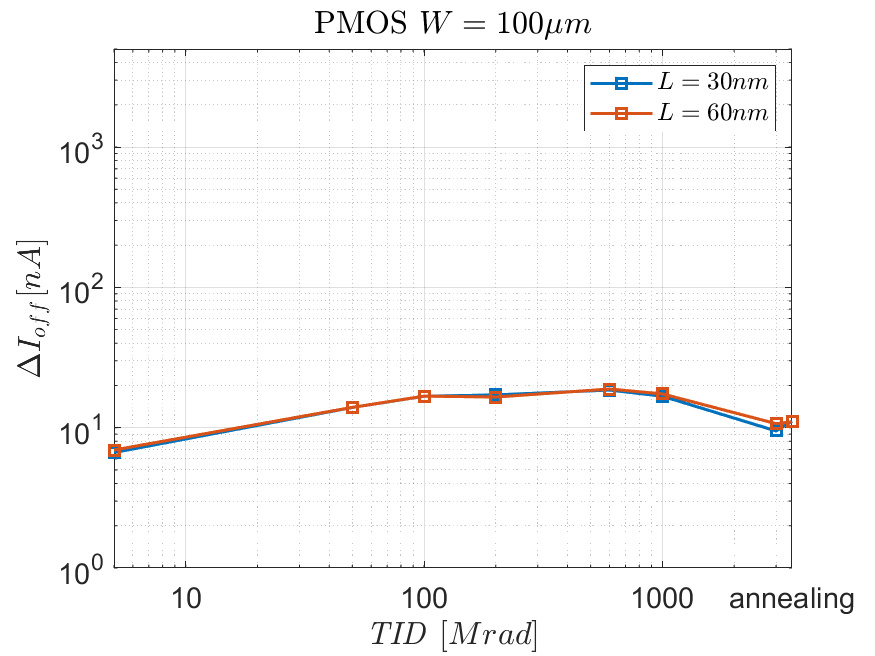 PMOS W = 100μm
L = 30nm
L = 60nm
10³
10²
10¹
10⁰
ΔI_off[nA]
10 100 1000 annealing
TID [Mrad]